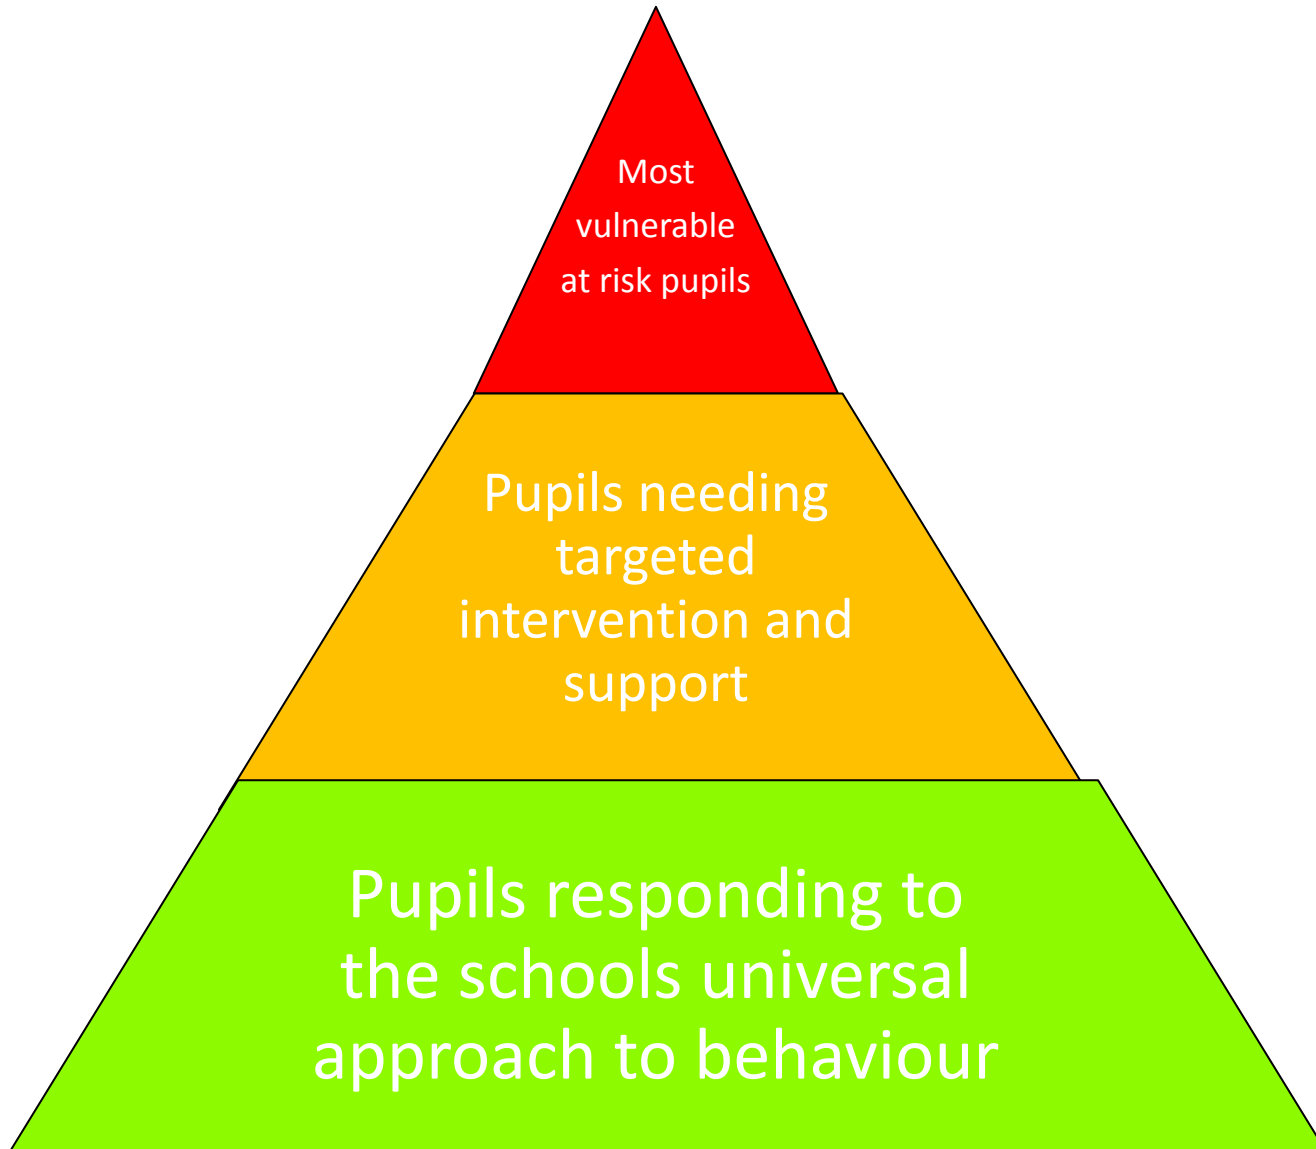 Most
vulnerable
at risk pupils
Pupils needing
targeted
intervention and
support
Pupils responding to
the schools universal
approach to behaviour